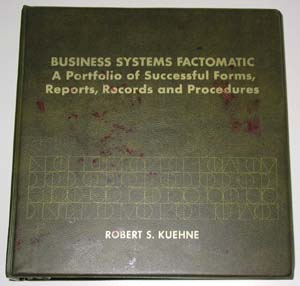 BUSINESS SYSTEMS FACTOMATIC
A Portfolio of Successful Forms,
Reports, Records and Procedures
ROBERT S. KUEHNE